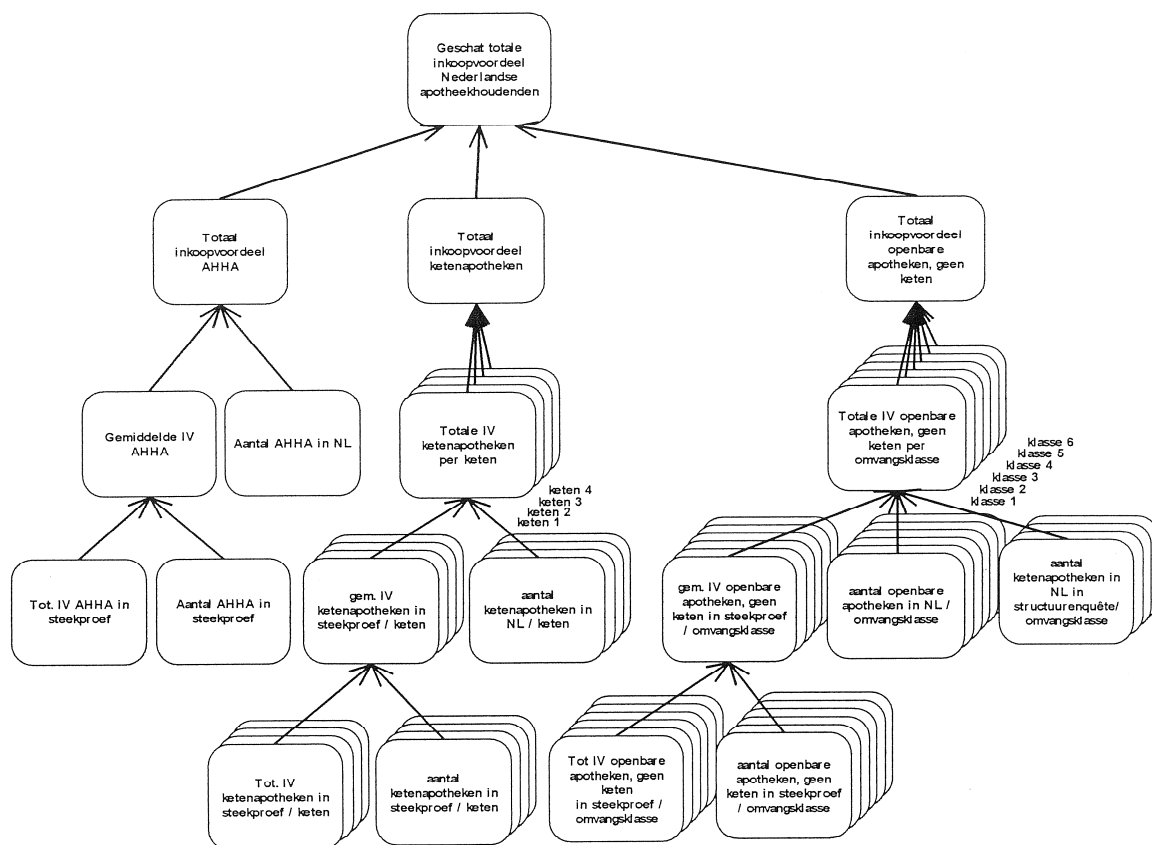 Geschat totale
inkoopvoordeel
Nederlandse
apotheekhoudenden
Totaal
inkoopvoordeel
AHHA
Totaal
inkoopvoordeel
ketenapotheken
Totaal
inkoopvoordeel
openbare
apotheken, geen
keten
Gemiddelde IV
AHHA
Aantal AHHA in NL
Totale IV
ketenapotheken
per keten
Totale IV openbare
apotheken, geen
keten per
omvangsklasse
keten 4
keten 3
keten 2
keten 1
klasse 6
klasse 5
klasse 4
klasse 3
klasse 2
klasse 1
Tot. IV AHHA in
steekproef
Aantal AHHA in
steekproef
gem. IV
ketenapotheken in
steekproef / keten
aantal
ketenapotheken in
NL / keten
gem. IV openbare
apotheken, geen
keten in steekproef
/ omvangsklasse
aantal openbare
apotheken in NL /
omvangsklasse
aantal
ketenapotheken in
NL in
structuurenquête/
omvangsklasse
Tot. IV
ketenapotheken in
steekproef / keten
aantal
ketenapotheken in
steekproef / keten
Tot IV openbare
apotheken, geen
keten
in steekproef /
omvangsklasse
aantal openbare
apotheken, geen
keten in steekproef
/ omvangsklasse